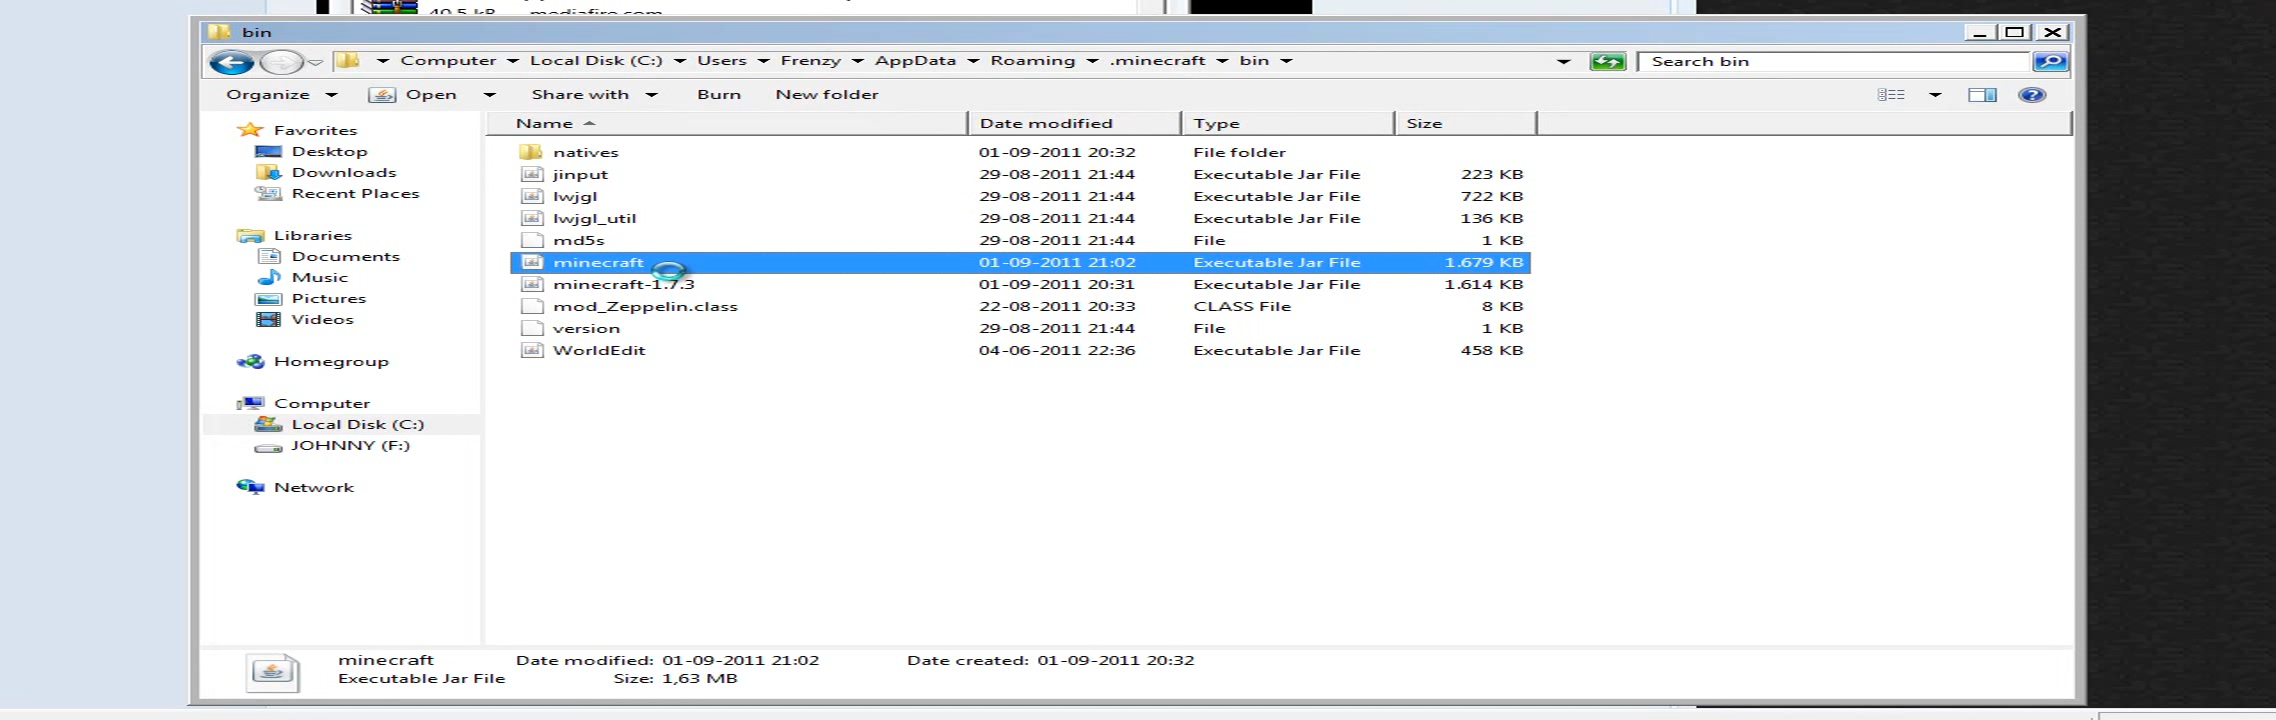 40,5 kB mediafire.com
bin
Computer Local Disk (C:) Users Frenzy AppData Roaming .minecraft bin Search bin
Organize Open Share with Burn New folder
Name Date modified Type Size
Favorites
Desktop
Downloads
Recent Places
Libraries
Documents
Music
Pictures
Videos
Homegroup
Computer
Local Disk (C:)
JOHNNY (F:)
Network
natives 01-09-2011 20:32 File folder
jinput 29-08-2011 21:44 Executable Jar File 223 KB
lwjgl 29-08-2011 21:44 Executable Jar File 722 KB
lwjgl_util 29-08-2011 21:44 Executable Jar File 136 KB
md5s 29-08-2011 21:44 File 1 KB
minecraft 01-09-2011 21:02 Executable Jar File 1.679 KB
minecraft-1.7.3 01-09-2011 20:31 Executable Jar File 1.614 KB
mod_Zeppelin.class 22-08-2011 20:33 CLASS File 8 KB
version 29-08-2011 21:44 File 1 KB
WorldEdit 04-06-2011 22:36 Executable Jar File 458 KB
minecraft Date modified: 01-09-2011 21:02 Date created: 01-09-2011 20:32
Executable Jar File Size: 1,63 MB